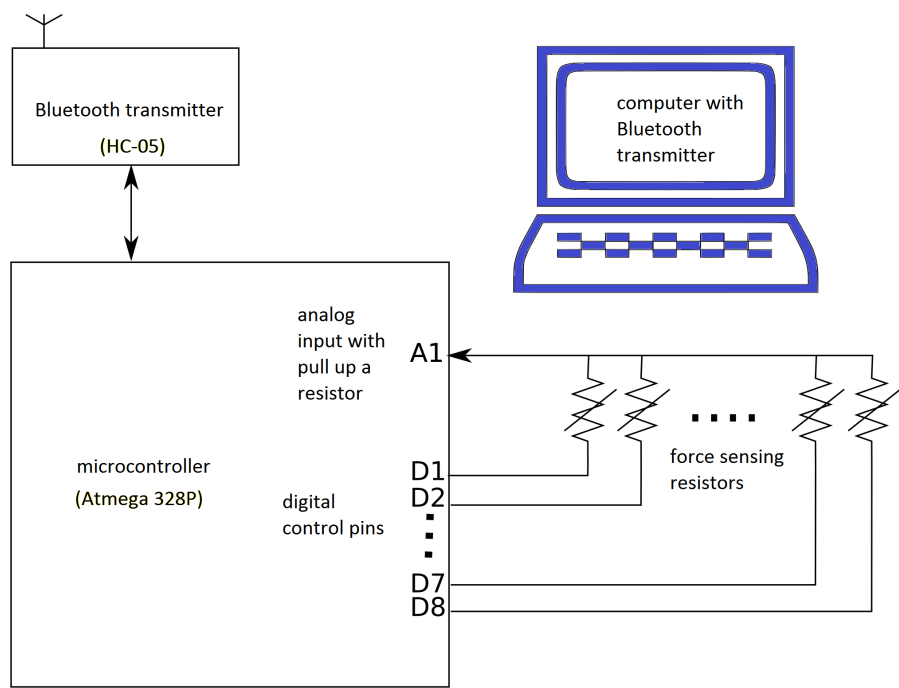 Bluetooth transmitter
(HC-05)
computer with
Bluetooth
transmitter
analog
input with
pull up a
resistor
A1
microcontroller
(Atmega 328P)
digital
control pins
D1
D2
D7
D8
force sensing
resistors